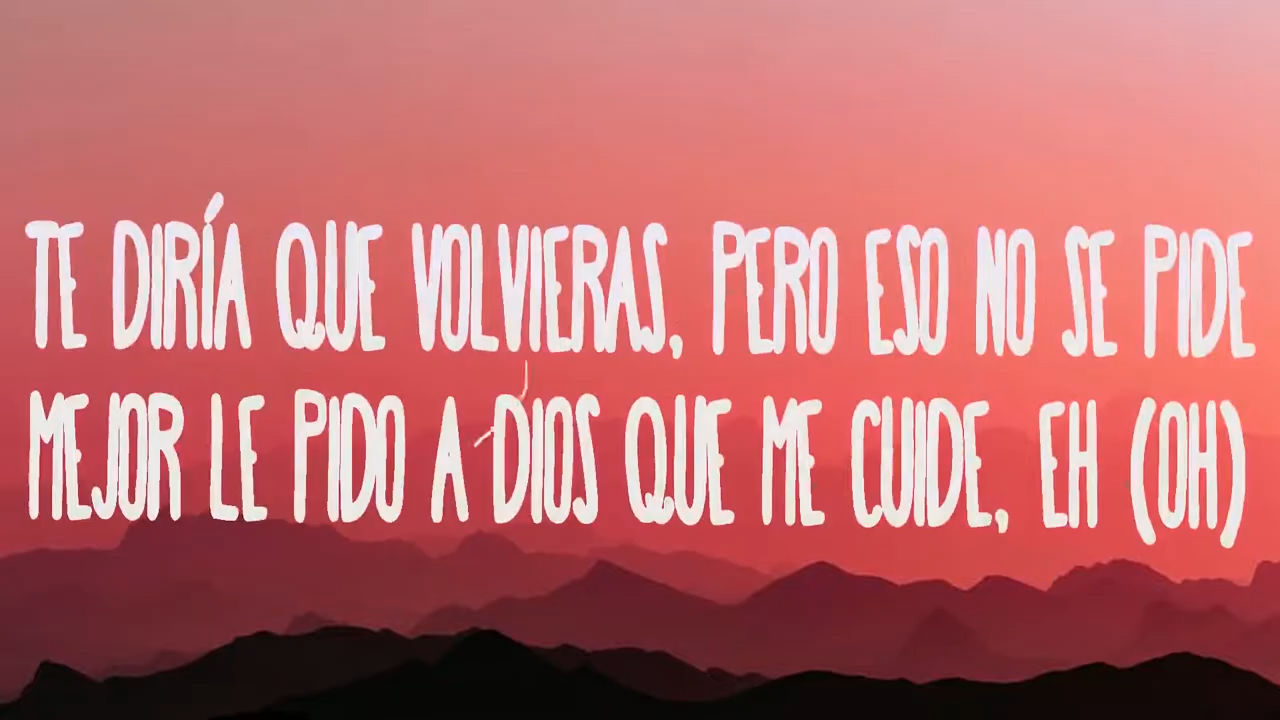 TE DIRÍA QUE VOLVIERAS, PERO ESO NO SE PIDE
MEJOR LE PIDO A DIOS QUE ME CUIDE, EH (OH)